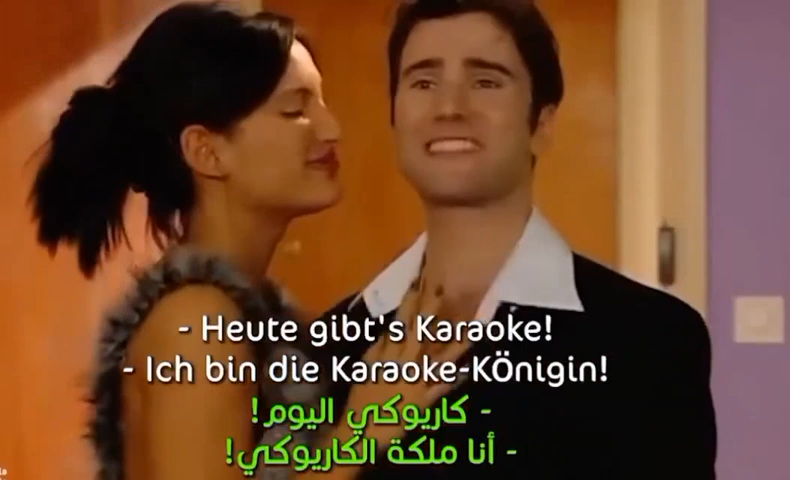 - Heute gibt's Karaoke!
- Ich bin die Karaoke-Königin!
- كاريوكي اليوم!
- أنا ملكة الكاريوكي!